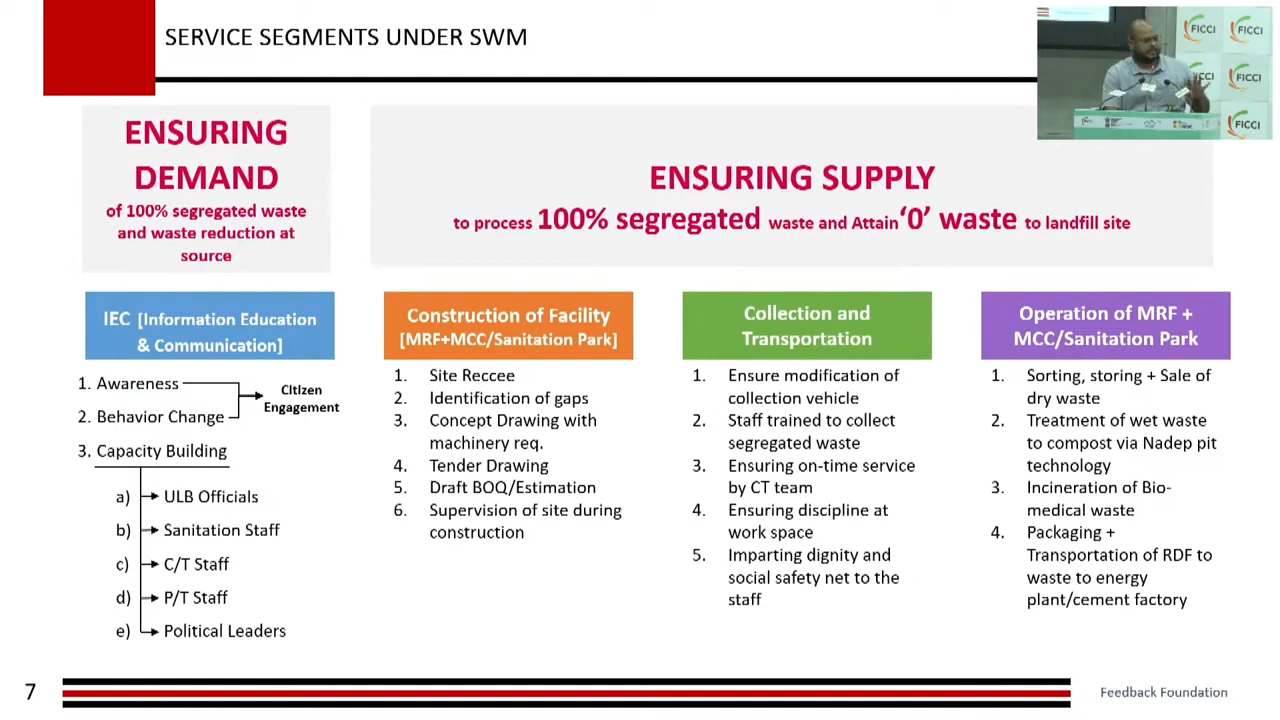 SERVICE SEGMENTS UNDER SWM
FICCI
FICCI
FICCI
FICCI
FICCI
ENSURING
DEMAND
of 100% segregated waste
and waste reduction at
source
ENSURING SUPPLY
to process 100% segregated waste and Attain ‘0’ waste to landfill site
IEC [Information Education
& Communication]
1. Awareness
2. Behavior Change
Citizen
Engagement
3. Capacity Building
a) ULB Officials
b) Sanitation Staff
c) C/T Staff
d) P/T Staff
e) Political Leaders
Construction of Facility
[MRF+MCC/Sanitation Park]
1. Site Reccee
2. Identification of gaps
3. Concept Drawing with
machinery req.
4. Tender Drawing
5. Draft BOQ/Estimation
6. Supervision of site during
construction
Collection and
Transportation
1. Ensure modification of
collection vehicle
2. Staff trained to collect
segregated waste
3. Ensuring on-time service
by CT team
4. Ensuring discipline at
work space
5. Imparting dignity and
social safety net to the
staff
Operation of MRF +
MCC/Sanitation Park
1. Sorting, storing + Sale of
dry waste
2. Treatment of wet waste
to compost via Nadep pit
technology
3. Incineration of Bio-
medical waste
4. Packaging +
Transportation of RDF to
waste to energy
plant/cement factory
7
Feedback Foundation